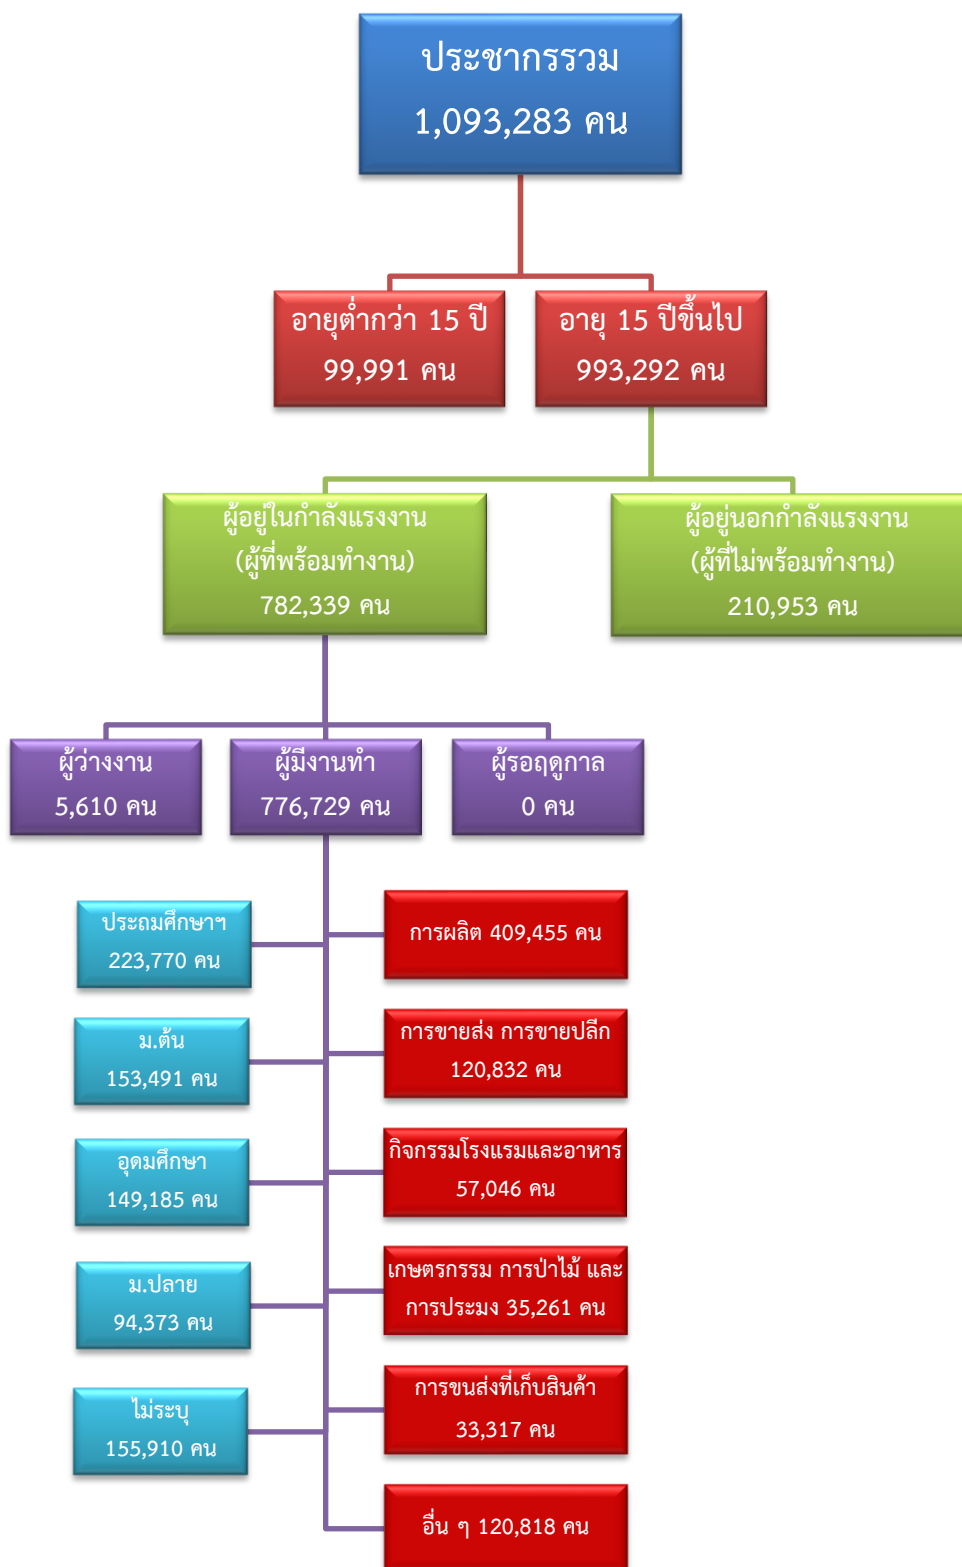 ประชากรรวม
1,093,283 คน
อายุต่ำกว่า 15 ปี
99,991 คน
อายุ 15 ปีขึ้นไป
993,292 คน
ผู้อยู่ในกำลังแรงงาน
(ผู้ที่พร้อมทำงาน)
782,339 คน
ผู้อยู่นอกกำลังแรงงาน
(ผู้ที่ไม่พร้อมทำงาน)
210,953 คน
ผู้ว่างงาน
5,610 คน
ผู้มีงานทำ
776,729 คน
ผู้รอฤดูกาล
0 คน
ประถมศึกษาฯ
223,770 คน
ม.ต้น
153,491 คน
อุดมศึกษา
149,185 คน
ม.ปลาย
94,373 คน
ไม่ระบุ
155,910 คน
การผลิต 409,455 คน
การขายส่ง การขายปลีก
120,832 คน
กิจกรรมโรงแรมและอาหาร
57,046 คน
เกษตรกรรม การป่าไม้ และ
การประมง 35,261 คน
การขนส่งที่เก็บสินค้า
33,317 คน
อื่น ๆ 120,818 คน